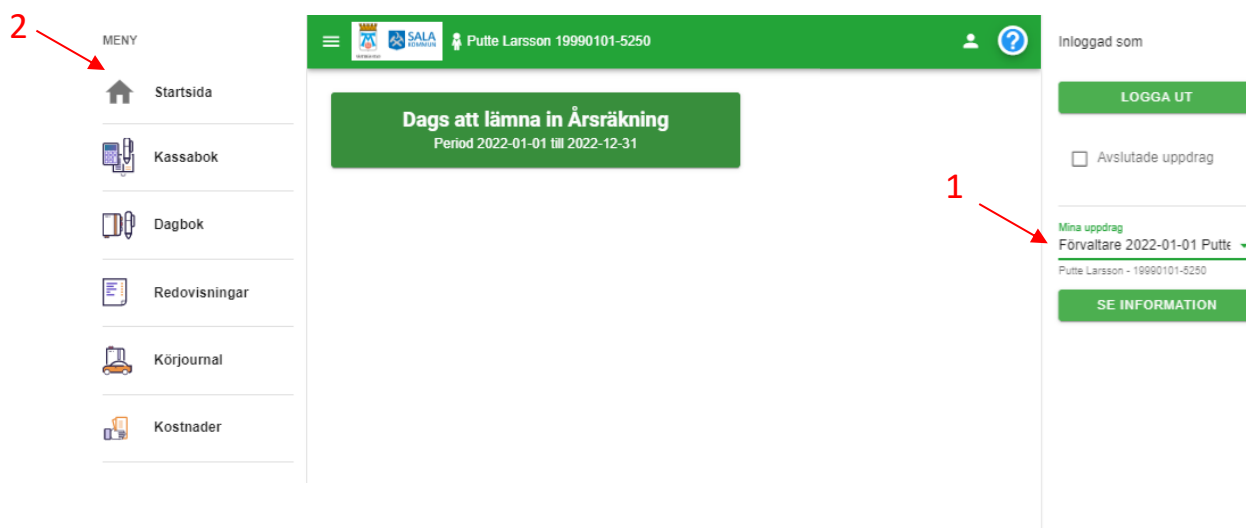 2
MENY
Startsida
Kassabok
Dagbok
Redovisningar
Körjournal
Kostnader
SALA
KOMMUN
Putte Larsson 19990101-5250
?
Dags att lämna in Årsräkning
Period 2022-01-01 till 2022-12-31
Inloggad som
LOGGA UT
Avslutade uppdrag
1
Mina uppdrag
Förvaltare 2022-01-01 Putte
Putte Larsson - 19990101-5250
SE INFORMATION